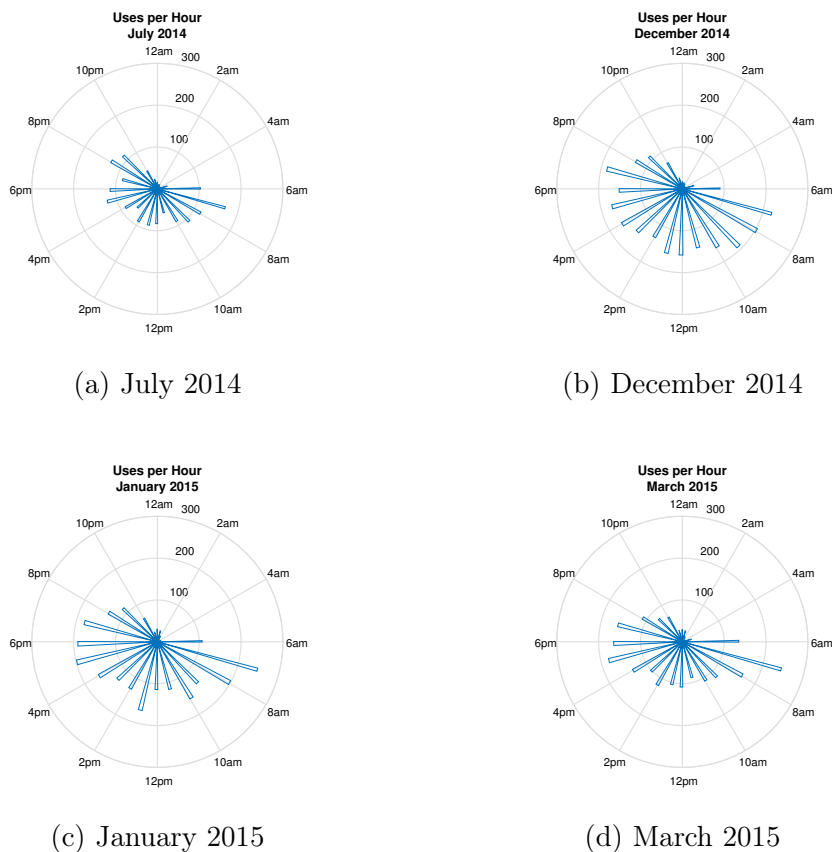 Uses per Hour
July 2014
12am
300
2am
200
4am
100
6am
8am
10am
12pm
2pm
4pm
6pm
8pm
10pm
(a) July 2014
Uses per Hour
December 2014
12am
300
2am
200
4am
100
6am
8am
10am
12pm
2pm
4pm
6pm
8pm
10pm
(b) December 2014
Uses per Hour
January 2015
12am
300
2am
200
4am
100
6am
8am
10am
12pm
2pm
4pm
6pm
8pm
10pm
(c) January 2015
Uses per Hour
March 2015
12am
300
2am
200
4am
100
6am
8am
10am
12pm
2pm
4pm
6pm
8pm
10pm
(d) March 2015